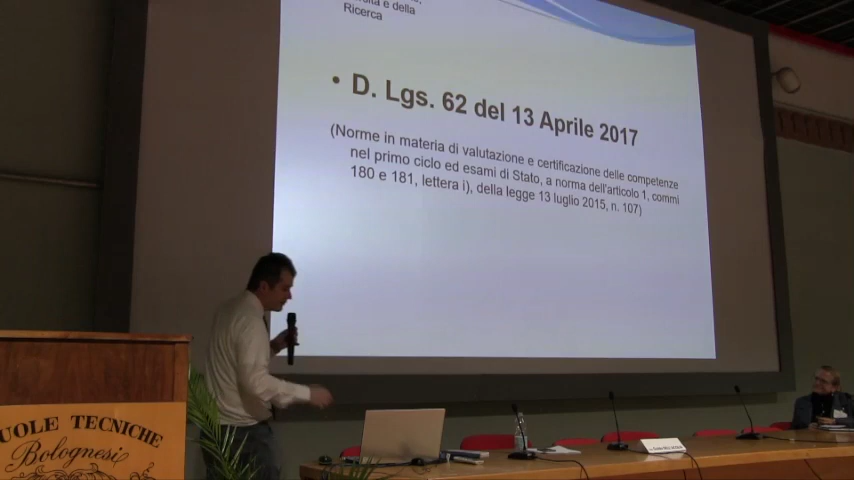 e della
Ricerca
• D. Lgs. 62 del 13 Aprile 2017
(Norme in materia di valutazione e certificazione delle competenze
nel primo ciclo ed esami di Stato, a norma dell'articolo 1, commi
180 e 181, lettera i), della legge 13 luglio 2015, n. 107)
UOLE TECNICHE
Bolognesi